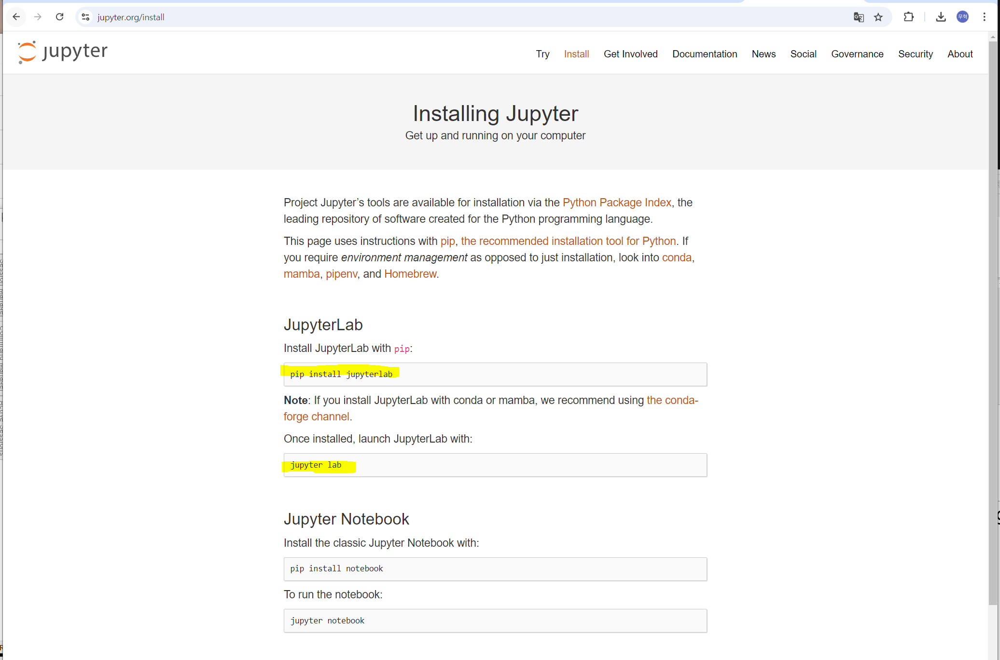 jupyter.org/install
무혁
jupyter
Try Install Get Involved Documentation News Social Governance Security About
Installing Jupyter
Get up and running on your computer
Project Jupyter’s tools are available for installation via the Python Package Index, the
leading repository of software created for the Python programming language.
This page uses instructions with pip, the recommended installation tool for Python. If
you require environment management as opposed to just installation, look into conda,
mamba, pipenv, and Homebrew.
JupyterLab
Install JupyterLab with pip:
pip install jupyterlab
Note: If you install JupyterLab with conda or mamba, we recommend using the conda-
forge channel.
Once installed, launch JupyterLab with:
jupyter lab
Jupyter Notebook
Install the classic Jupyter Notebook with:
pip install notebook
To run the notebook:
jupyter notebook